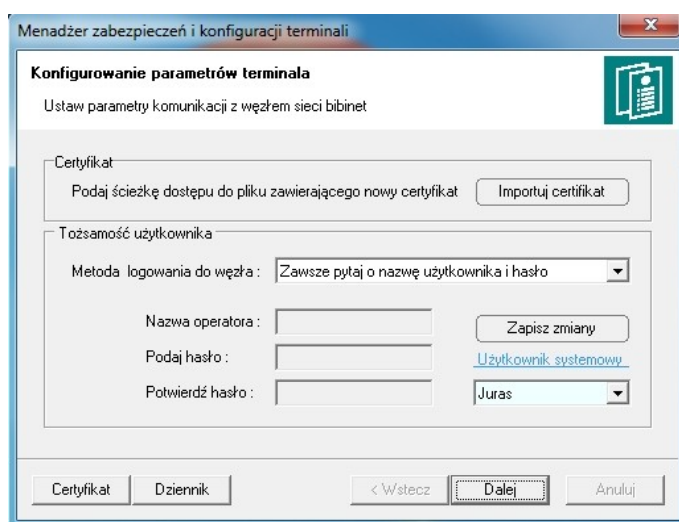 Menadżer zabezpieczeń i konfiguracji terminali
x
Konfigurowanie parametrów terminala
Ustaw parametry komunikacji z węzłem sieci bibinet
Certyfikat
Podaj ścieżkę dostępu do pliku zawierającego nowy certyfikat Importuj certifikat
Tożsamość użytkownika
Metoda logowania do węzła : Zawsze pytaj o nazwę użytkownika i hasło
Nazwa operatora : Zapisz zmiany
Podaj hasło : Użytkownik systemowy
Potwierdź hasło : Juras
Certyfikat Dziennik < Wstecz Dalej Anuluj